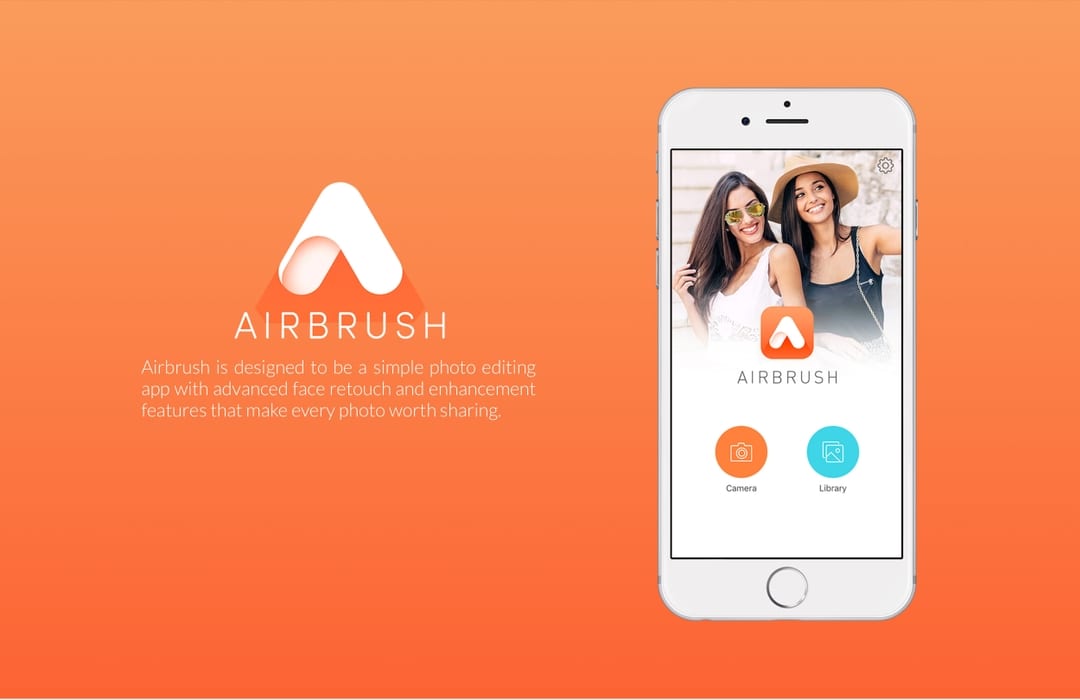 AIRBRUSH
Airbrush is designed to be a simple photo editing
app with advanced face retouch and enhancement
features that make every photo worth sharing.
AIRBRUSH
Camera
Library